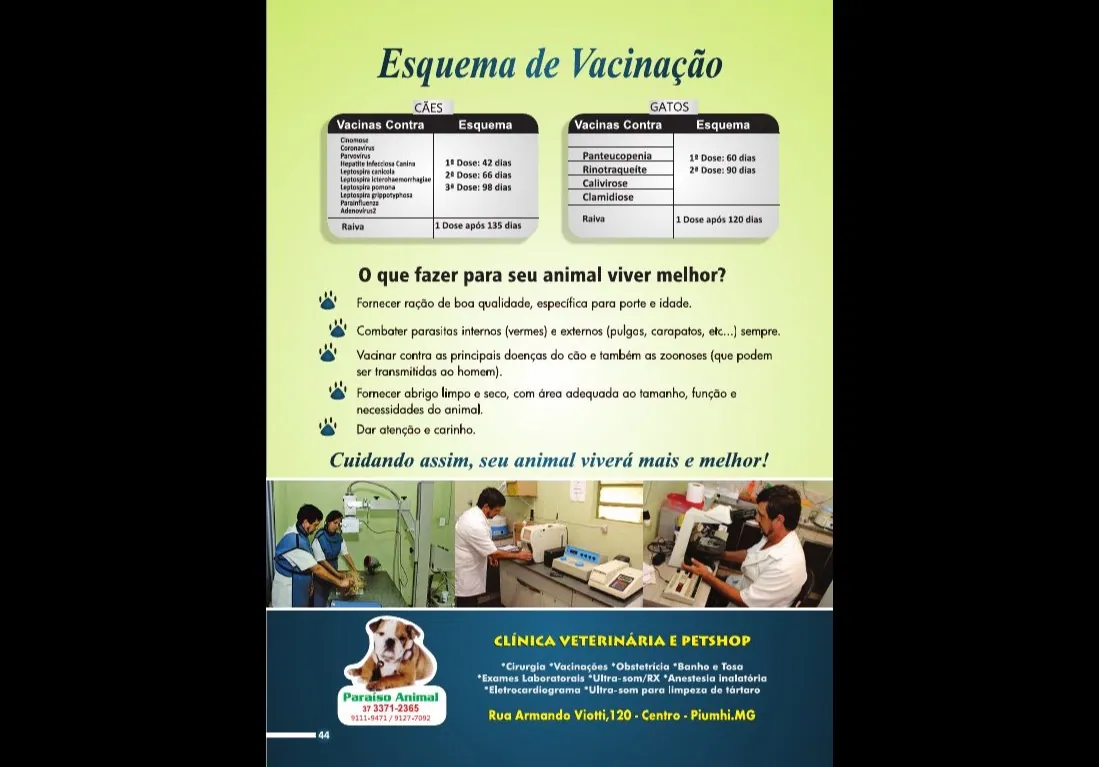 Esquema de Vacinação
CÃES
Vacinas Contra Esquema
Cinomose
Coronavírus
Parvovírus
Hepatite Infecciosa Canina
Leptospira canicola
Leptospira icterohaemorrhagiae
Leptospira pomona
Leptospira grippotyphosa
Parainfluenza
Adenovírus2
1ª Dose: 42 dias
2ª Dose: 66 dias
3ª Dose: 98 dias
Raiva 1 Dose após 135 dias
GATOS
Vacinas Contra Esquema
Panteucopenia
Rinotraqueíte
Calivirose
Clamidiose
1ª Dose: 60 dias
2ª Dose: 90 dias
Raiva 1 Dose após 120 dias
O que fazer para seu animal viver melhor?
Fornecer ração de boa qualidade, específica para porte e idade.
Combater parasitas internos (vermes) e externos (pulgas, carapatos, etc...) sempre.
Vacinar contra as principais doenças do cão e também as zoonoses (que podem
ser transmitidas ao homem).
Fornecer abrigo limpo e seco, com área adequada ao tamanho, função e
necessidades do animal.
Dar atenção e carinho.
Cuidando assim, seu animal viverá mais e melhor!
Paraíso Animal
37 3371-2365
9111-9471 / 9127-7092
CLÍNICA VETERINÁRIA E PETSHOP
*Cirurgia *Vacinações *Obstetrícia *Banho e Tosa
*Exames Laboratorais *Ultra-som/RX *Anestesia inalatória
*Eletrocardiograma *Ultra-som para limpeza de tártaro
Rua Armando Viotti,120 - Centro - Piumhi.MG
44